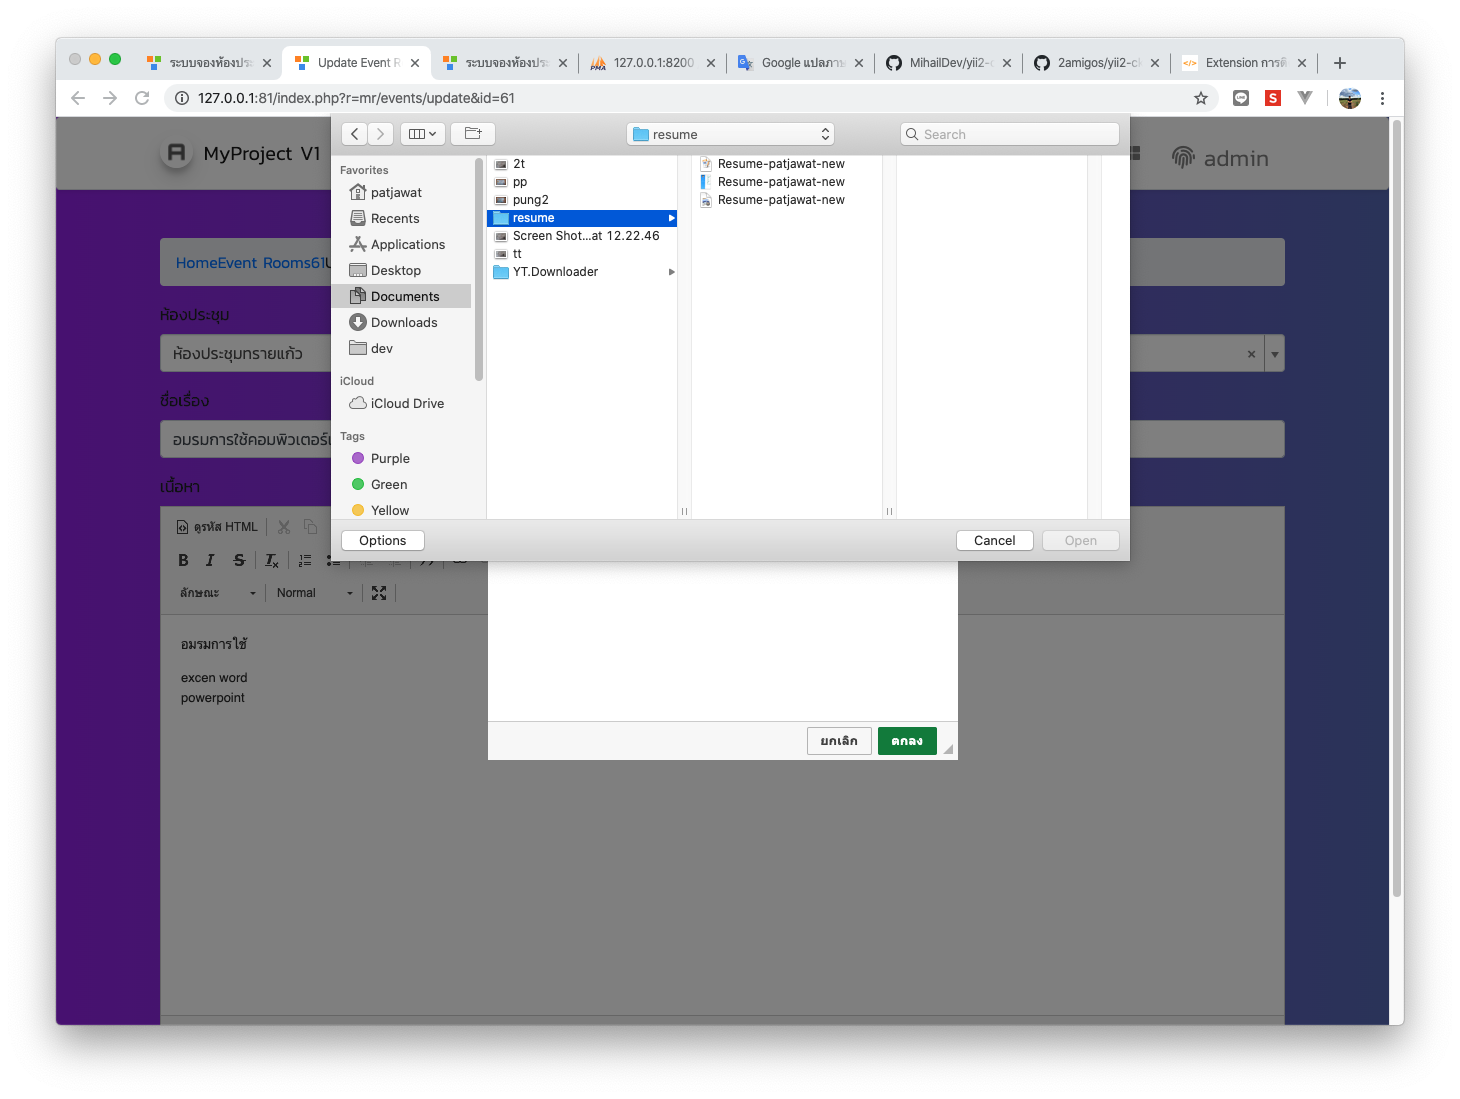 ระบบจองห้องประ
Update Event R
ระบบจองห้องประ
127.0.0.1:8200
Google แปลภาษ
MihailDev/yii2-c
2amigos/yii2-ck
Extension การดึ
127.0.0.1:81/index.php?r=mr/events/update&id=61
MyProject V1
admin
resume
Search
Favorites
patjawat
Recents
Applications
Desktop
Documents
Downloads
dev
iCloud
iCloud Drive
Tags
Purple
Green
Yellow
2t
pp
pung2
resume
Screen Shot...at 12.22.46
tt
YT.Downloader
Resume-patjawat-new
Resume-patjawat-new
Resume-patjawat-new
Options
Cancel
Open
HomeEvent Rooms61U
ห้องประชุม
ห้องประชุมทรายแก้ว
ชื่อเรื่อง
อมรมการใช้คอมพิวเตอร์เ
เนื้อหา
ดูรหัส HTML
ลักษณะ
Normal
อมรมการใช้
excen word
powerpoint
ยกเลิก
ตกลง